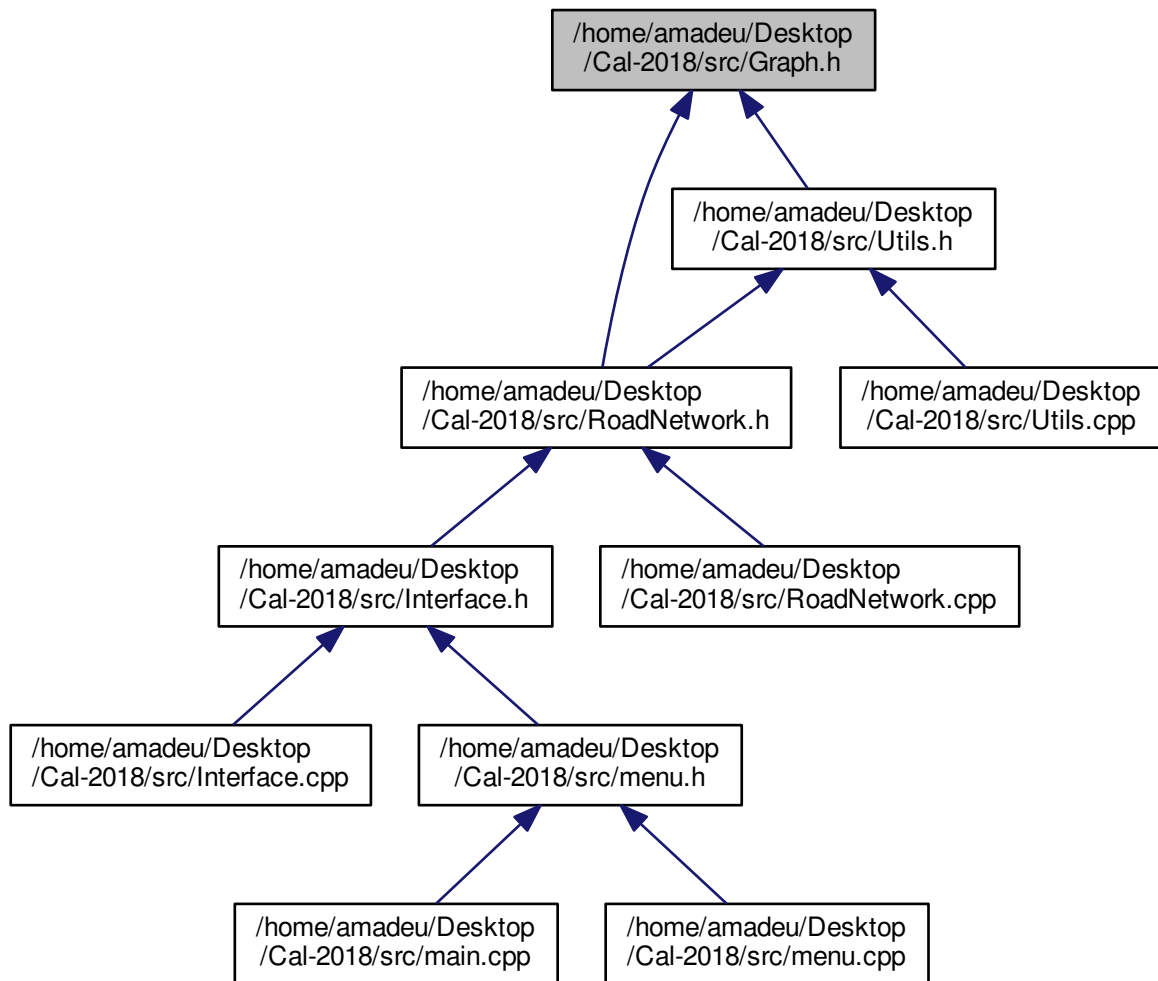 /home/amadeu/Desktop
/Cal-2018/src/Graph.h
/home/amadeu/Desktop
/Cal-2018/src/Utils.h
/home/amadeu/Desktop
/Cal-2018/src/RoadNetwork.h
/home/amadeu/Desktop
/Cal-2018/src/Utils.cpp
/home/amadeu/Desktop
/Cal-2018/src/Interface.h
/home/amadeu/Desktop
/Cal-2018/src/RoadNetwork.cpp
/home/amadeu/Desktop
/Cal-2018/src/Interface.cpp
/home/amadeu/Desktop
/Cal-2018/src/menu.h
/home/amadeu/Desktop
/Cal-2018/src/main.cpp
/home/amadeu/Desktop
/Cal-2018/src/menu.cpp